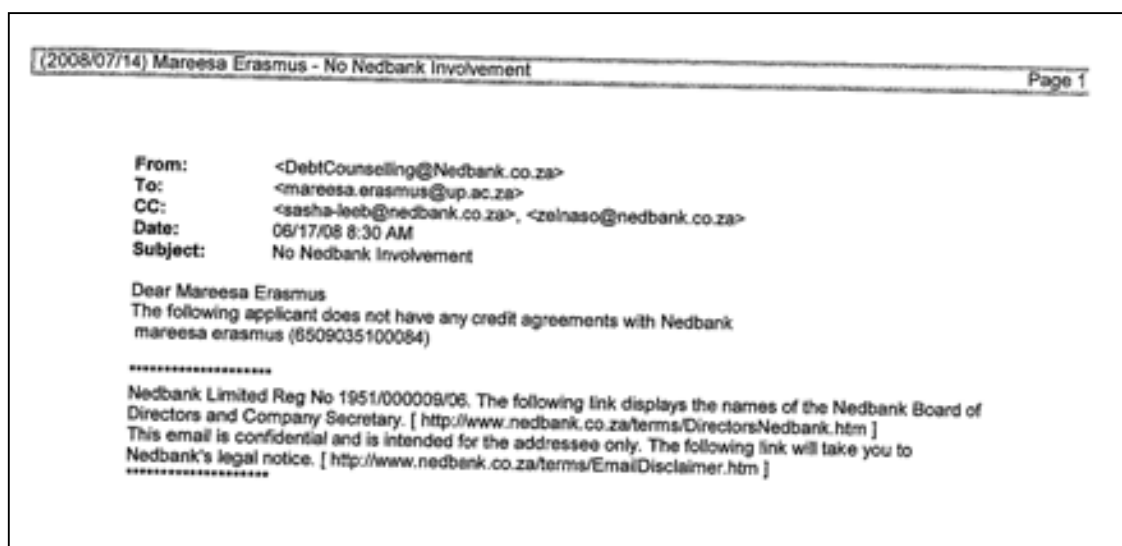 (2008/07/14) Mareesa Erasmus - No Nedbank Involvement Page 1
From: <DebtCounselling@Nedbank.co.za>
To: <mareesa.erasmus@up.ac.za>
CC: <sasha-leeb@nedbank.co.za>, <zelnaso@nedbank.co.za>
Date: 06/17/08 8:30 AM
Subject: No Nedbank Involvement
Dear Mareesa Erasmus
The following applicant does not have any credit agreements with Nedbank
mareesa erasmus (6509035100084)
********************
Nedbank Limited Reg No 1951/000009/06. The following link displays the names of the Nedbank Board of
Directors and Company Secretary. [ http://www.nedbank.co.za/terms/DirectorsNedbank.htm ]
This email is confidential and is intended for the addressee only. The following link will take you to
Nedbank's legal notice. [ http://www.nedbank.co.za/terms/EmailDisclaimer.htm ]
********************